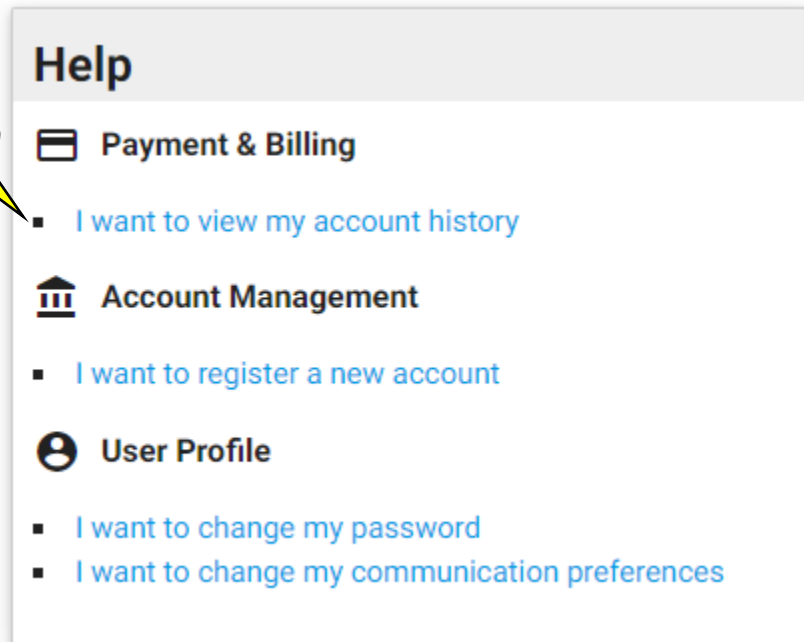 Help
Payment & Billing
I want to view my account history
Account Management
I want to register a new account
User Profile
I want to change my password
I want to change my communication preferences